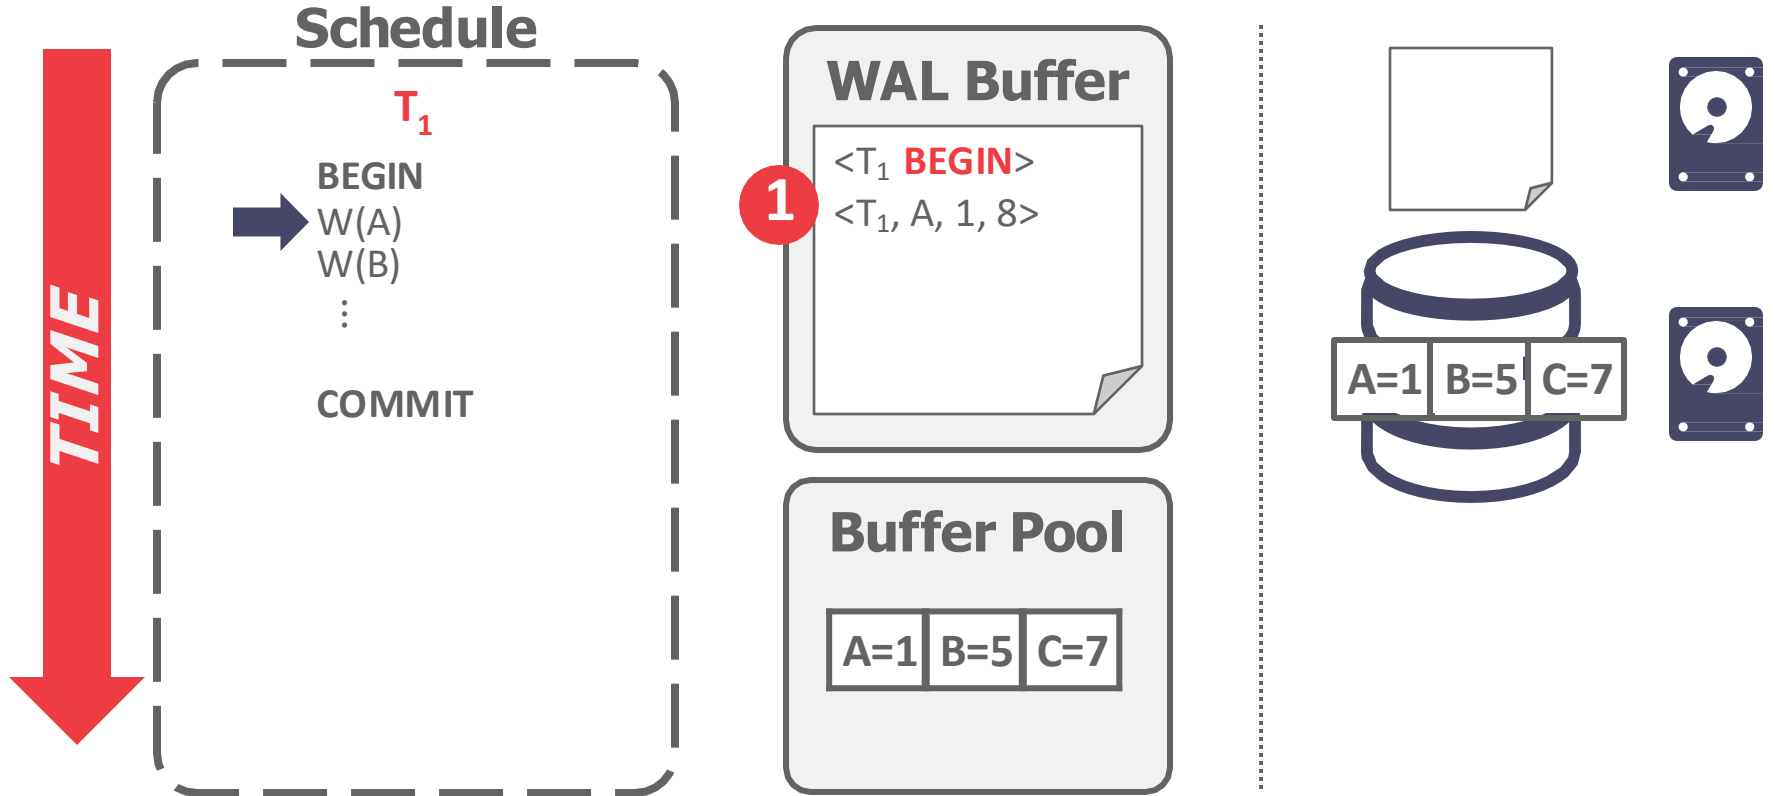 Schedule
TIME
T₁
BEGIN
W(A)
W(B)
⋮
COMMIT
WAL Buffer
1
<T₁ BEGIN>
<T₁, A, 1, 8>
Buffer Pool
A=1 B=5 C=7
A=1 B=5 C=7